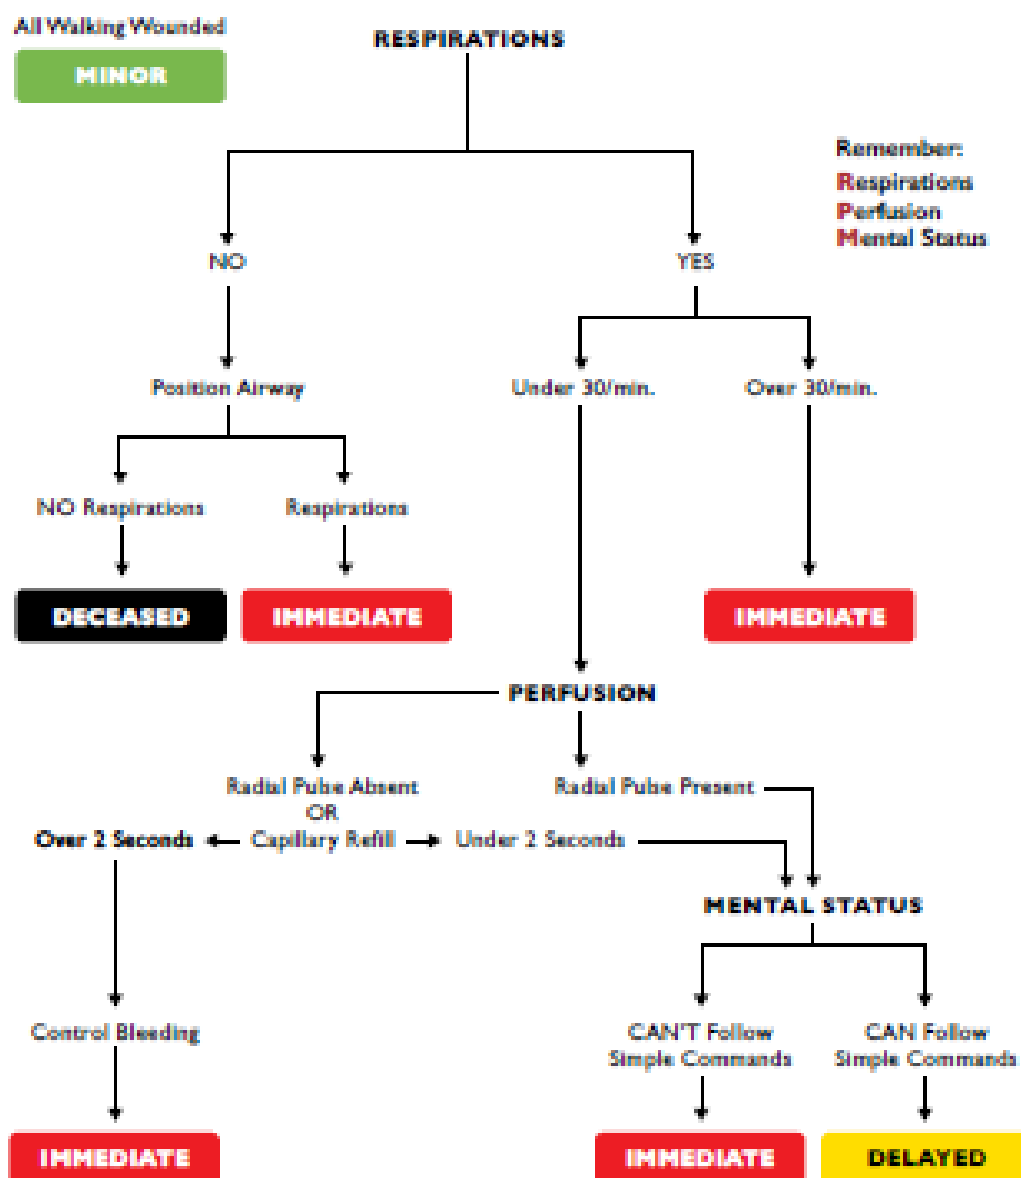 All Walking Wounded
MINOR
RESPIRATIONS
Remember:
Respirations
Perfusion
Mental Status
NO
YES
Position Airway
Under 30/min.
Over 30/min.
NO Respirations
Respirations
DECEASED
IMMEDIATE
IMMEDIATE
PERFUSION
Radial Pulse Absent
OR
Radial Pulse Present
Over 2 Seconds
Capillary Refill
Under 2 Seconds
MENTAL STATUS
Control Bleeding
CAN'T Follow
Simple Commands
CAN Follow
Simple Commands
IMMEDIATE
IMMEDIATE
DELAYED